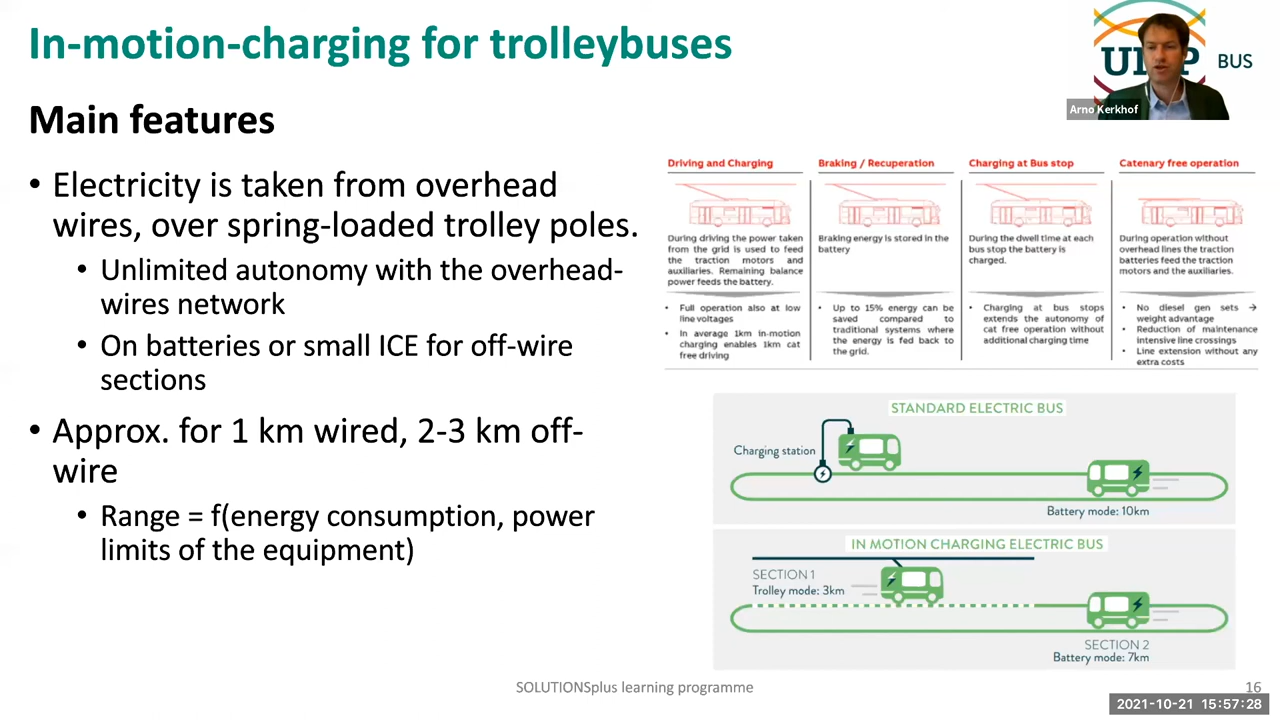 In-motion-charging for trolleybuses
BUS
Arno Kerkhof
Main features
• Electricity is taken from overhead
wires, over spring-loaded trolley poles.
• Unlimited autonomy with the overhead-
wires network
• On batteries or small ICE for off-wire
sections
• Approx. for 1 km wired, 2-3 km off-
wire
• Range = f(energy consumption, power
limits of the equipment)
Driving and Charging
During driving the power taken
from the grid is used to feed
the traction motors and
auxiliaries. Remaining balance
power feeds the battery.
• Full operation also at low
line voltages
• In average 1km in-motion
charging enables 1km cat
free driving
Braking / Recuperation
Braking energy is stored in the
battery
• Up to 15% energy can be
saved compared to
traditional systems where
the energy is fed back to
the grid.
Charging at Bus stop
During the dwell time at each
bus stop the battery is
charged.
• Charging at bus stops
extends the autonomy of
cat free operation without
additional charging time
Catenary free operation
During operation without
overhead lines the traction
batteries feed the traction
motors and the auxiliaries.
• No diesel gen sets →
weight advantage
• Reduction of maintenance
intensive line crossings
• Line extension without any
extra costs
STANDARD ELECTRIC BUS
Charging station
Battery mode: 10km
IN MOTION CHARGING ELECTRIC BUS
SECTION 1
Trolley mode: 3km
SECTION 2
Battery mode: 7km
SOLUTIONSplus learning programme
16
2021-10-21 15:57:28